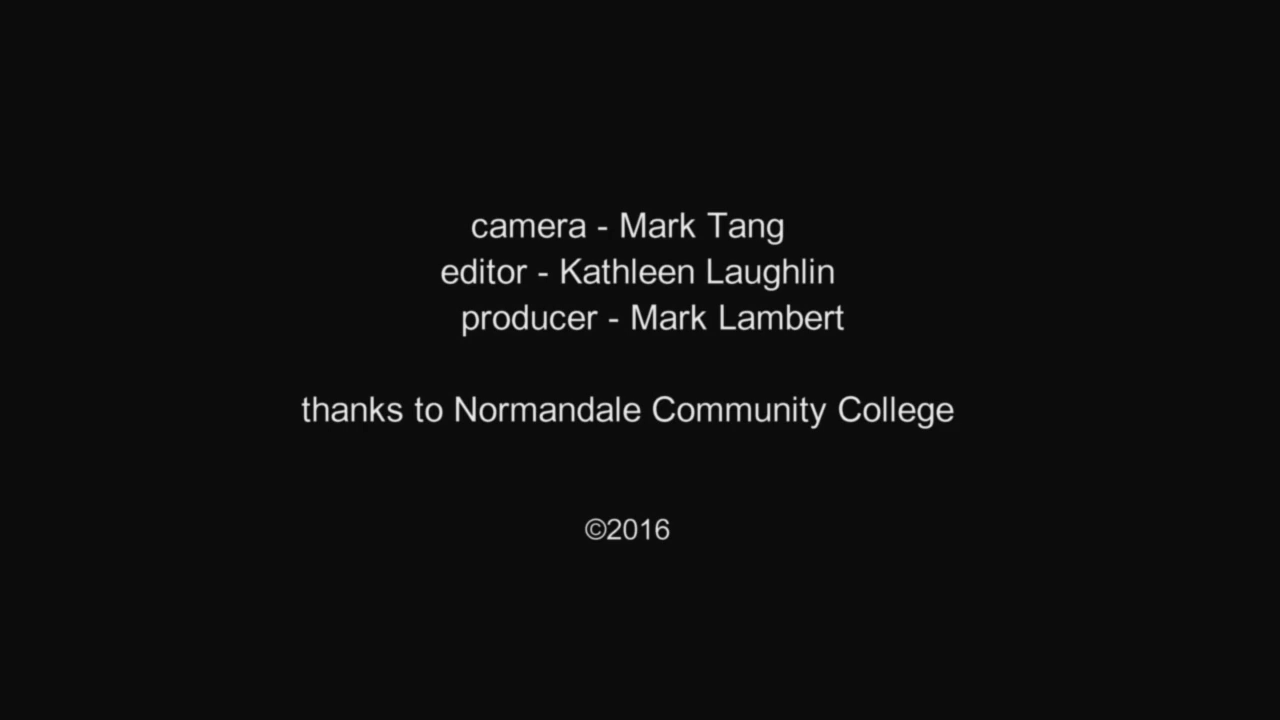 camera - Mark Tang
editor - Kathleen Laughlin
producer - Mark Lambert
thanks to Normandale Community College
©2016